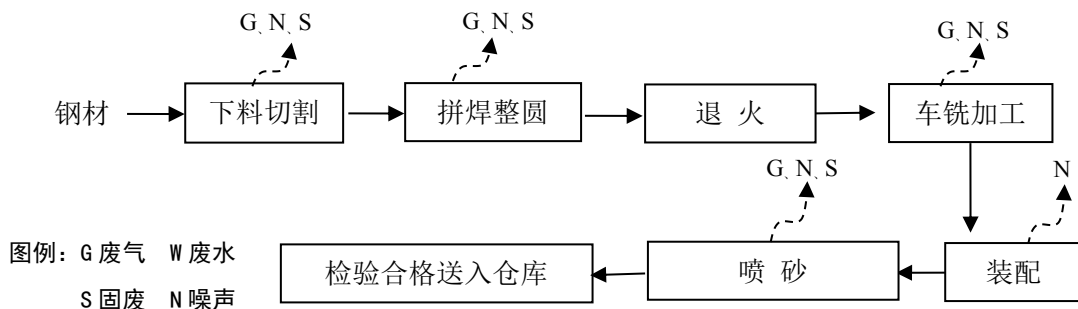 G、N、S
G、N、S
G、N、S
钢材
下料切割
拼焊整圆
退 火
车铣加工
G、N、S
N
图例：G 废气 W 废水
检验合格送入仓库
喷 砂
装配
S 固废 N 噪声